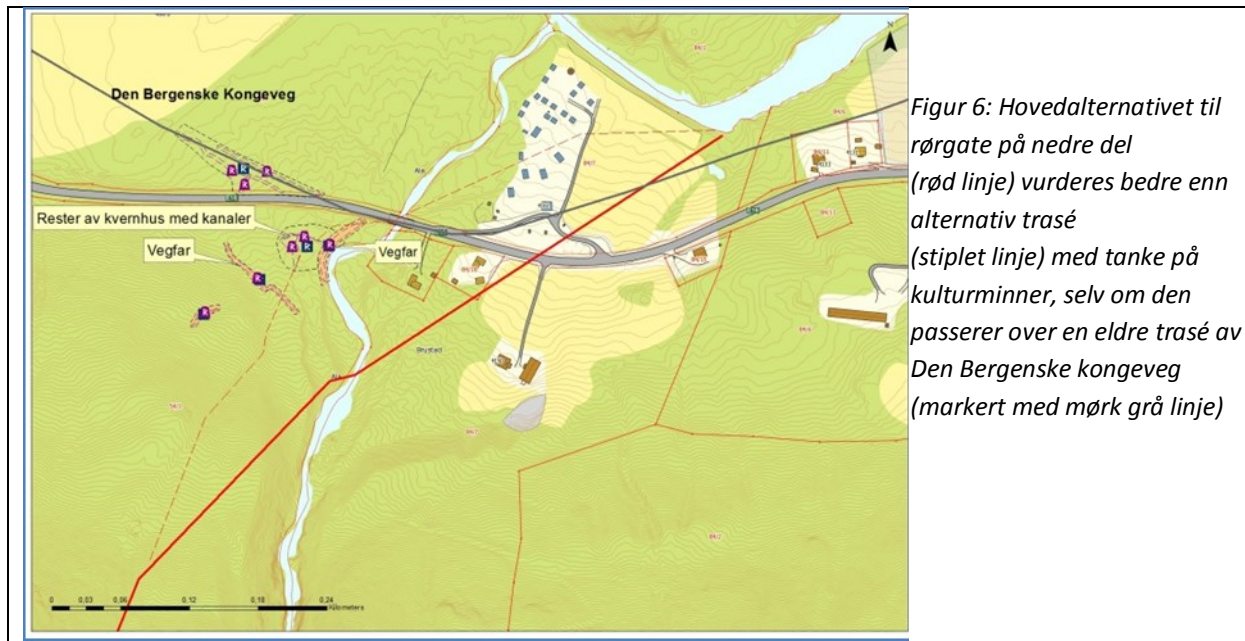 Den Bergenske Kongeveg
Rester av kvernhus med kanaler
Vegfar
Vegfar
Brustad
N
R
R
R
R
R
R
R
R
R
R
0 0,03 0,06 0,12 0,18 0,24
Kilometers
Figur 6: Hovedalternativet til
rørgate på nedre del
(rød linje) vurderes bedre enn
alternativ trasé
(stiplet linje) med tanke på
kulturminner, selv om den
passerer over en eldre trasé av
Den Bergenske kongeveg
(markert med mørk grå linje)